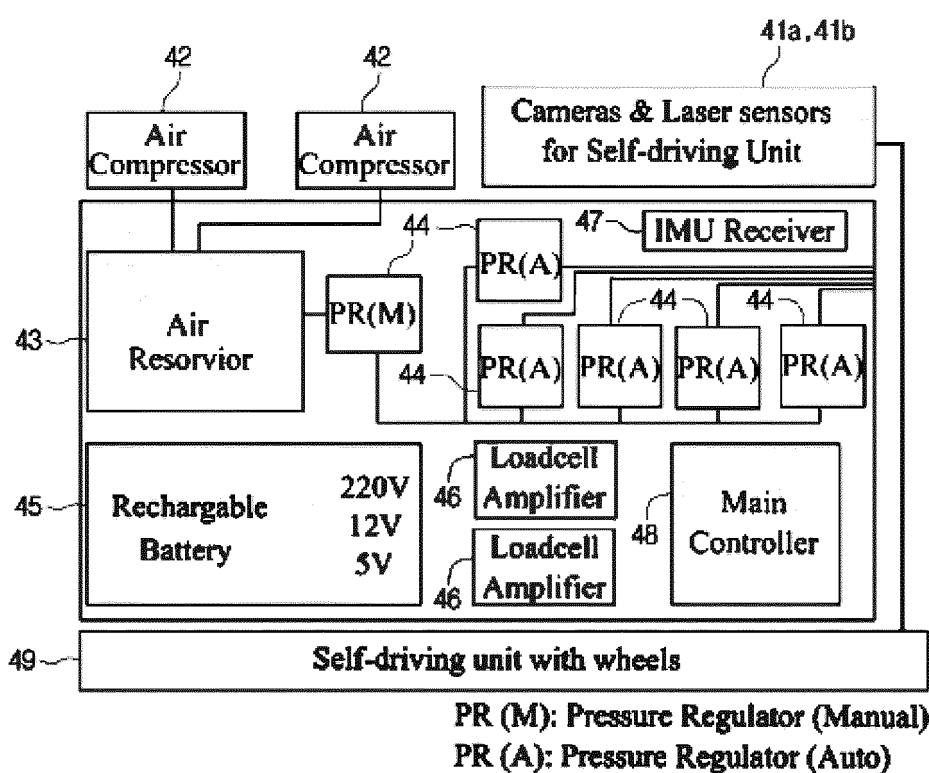 41a, 41b
42
42
Cameras & Laser sensors
for Self-driving Unit
Air
Compressor
Air
Compressor
44
47
IMU Receiver
PR(A)
PR(M)
43
Air
Resorvior
44
44
44
PR(A)
PR(A)
PR(A)
PR(A)
45
Rechargable
Battery
220V
12V
5V
46
Loadcell
Amplifier
46
Loadcell
Amplifier
48
Main
Controller
49
Self-driving unit with wheels
PR (M): Pressure Regulator (Manual)
PR (A): Pressure Regulator (Auto)